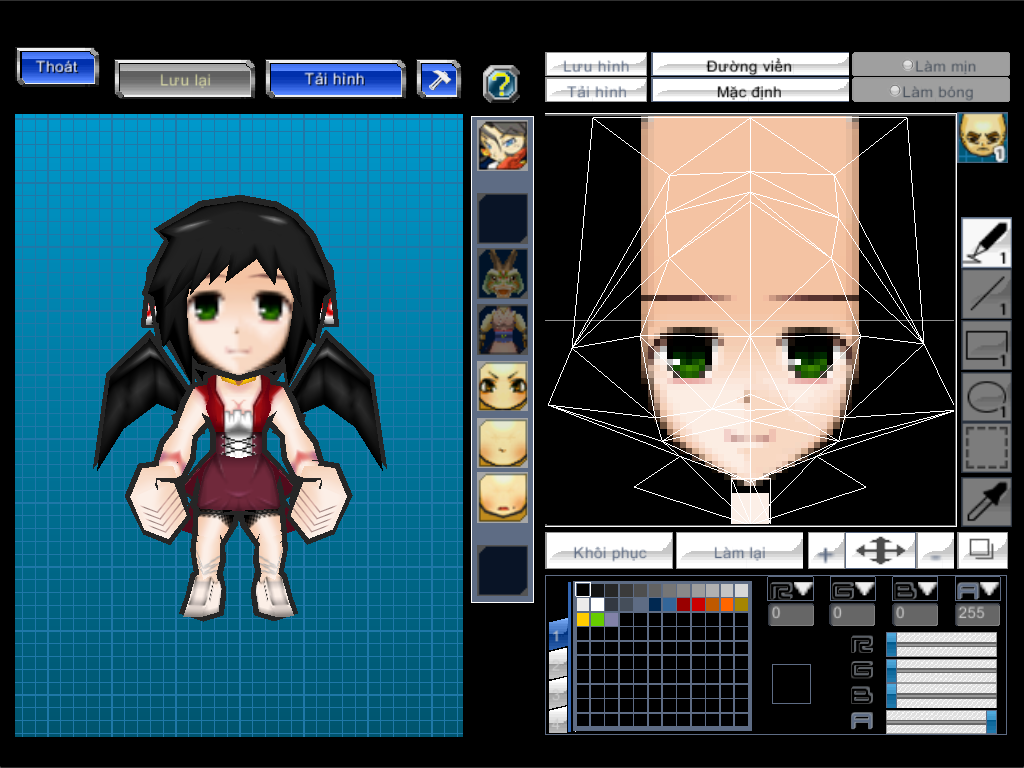 Thoát
Lưu lại
Tải hình
?
Lưu hình
Đường viền
Làm mịn
Tải hình
Mặc định
Làm bóng
1
1
1
1
1
Khôi phục
Làm lại
+
-
R G B A
0 0 0 255
1
R
G
B
A